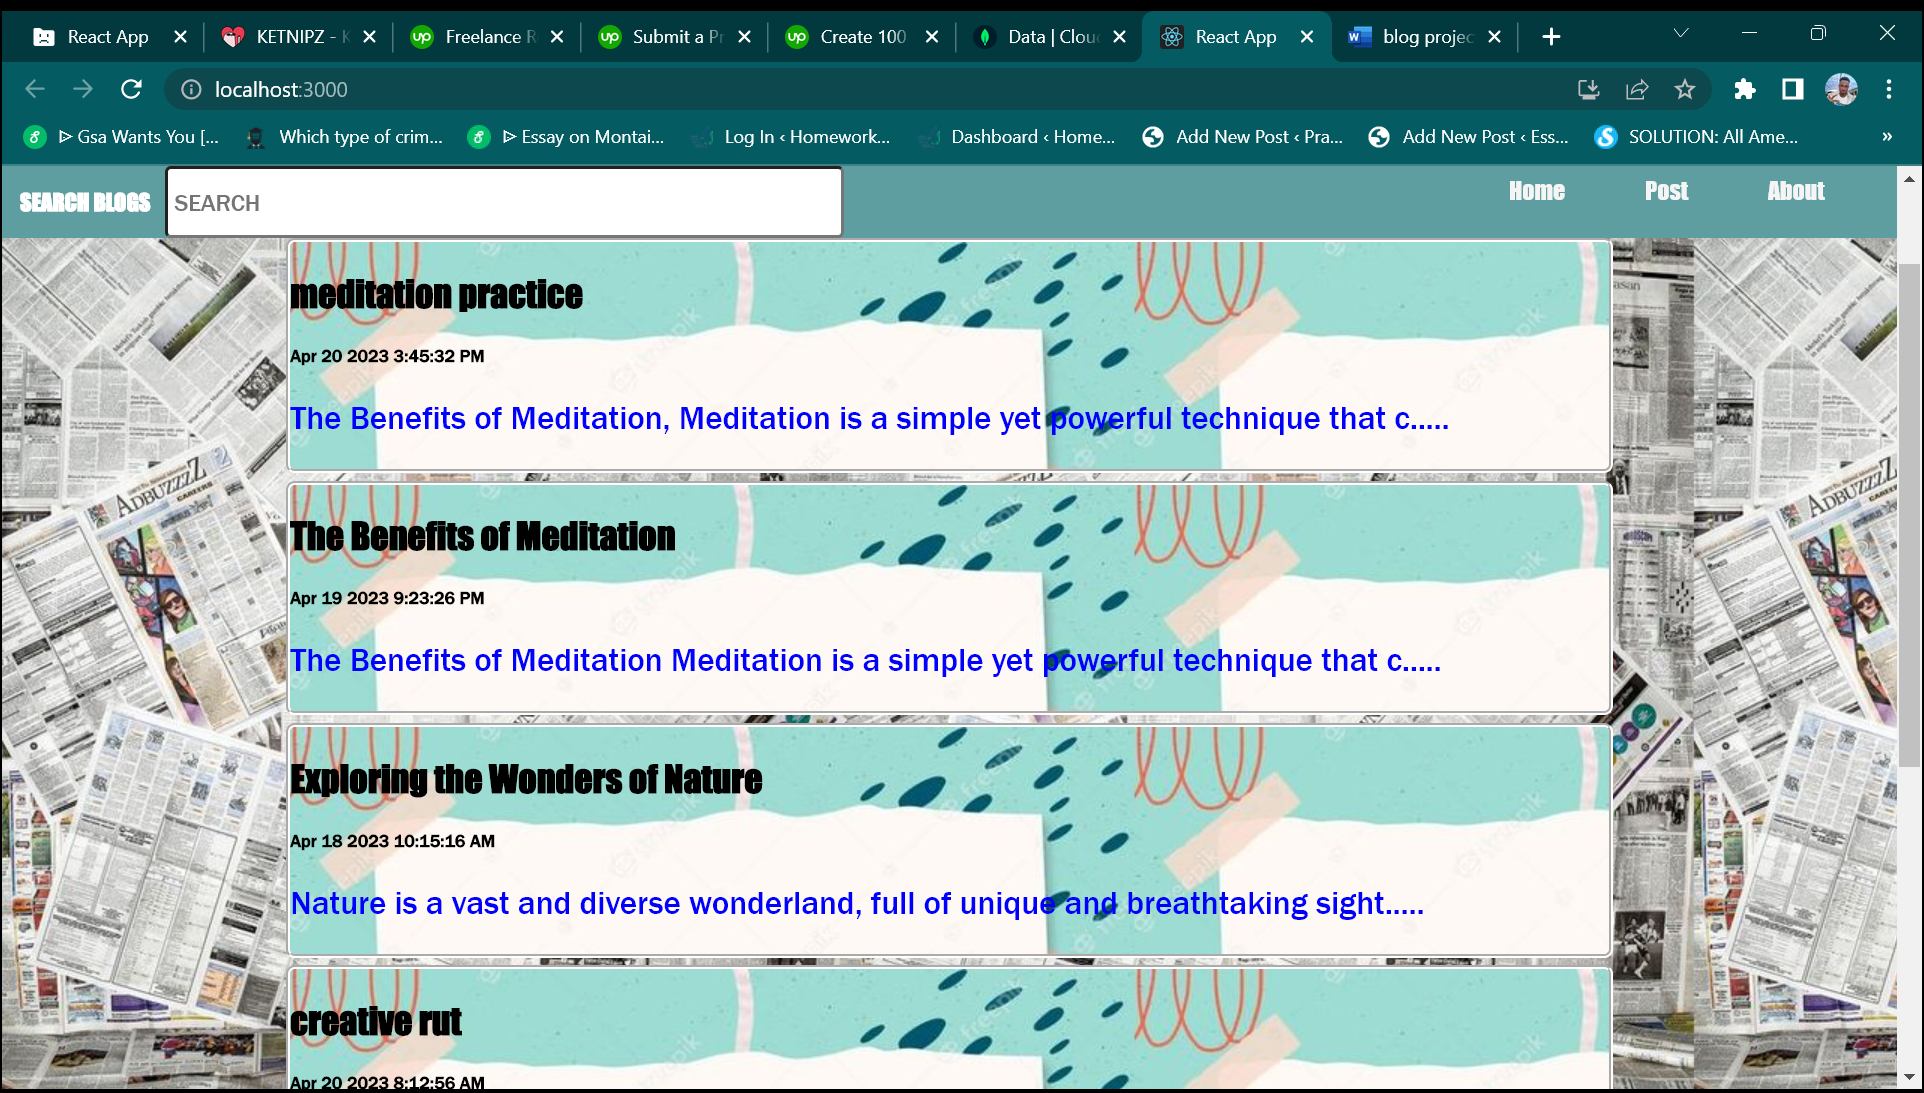 React App
KETNIPZ - K
Freelance R
Submit a Pr
Create 100
Data | Clou
React App
blog projec
localhost:3000
Gsa Wants You [...
Which type of crim...
Essay on Montai...
Log In ‹ Homework...
Dashboard ‹ Home...
Add New Post ‹ Pra...
Add New Post ‹ Ess...
SOLUTION: All Ame...
»
SEARCH BLOGS
SEARCH
Home
Post
About
meditation practice
Apr 20 2023 3:45:32 PM
The Benefits of Meditation, Meditation is a simple yet powerful technique that c.....
The Benefits of Meditation
Apr 19 2023 9:23:26 PM
The Benefits of Meditation Meditation is a simple yet powerful technique that c.....
Exploring the Wonders of Nature
Apr 18 2023 10:15:16 AM
Nature is a vast and diverse wonderland, full of unique and breathtaking sight.....
creative rut
Apr 20 2023 8:12:56 AM
ADBUZZZZ
CAREERS
ADBUZZZZ